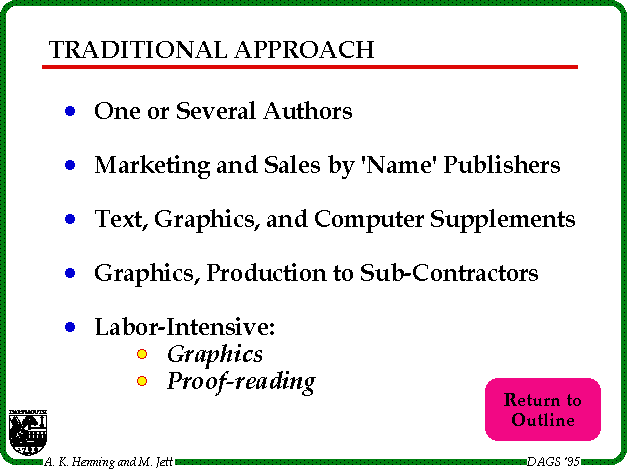 TRADITIONAL APPROACH
One or Several Authors
Marketing and Sales by 'Name' Publishers
Text, Graphics, and Computer Supplements
Graphics, Production to Sub-Contractors
Labor-Intensive:
Graphics
Proof-reading
Return to
Outline
DARTMOUTH
A. K. Henning and M. Jett
DAGS '95